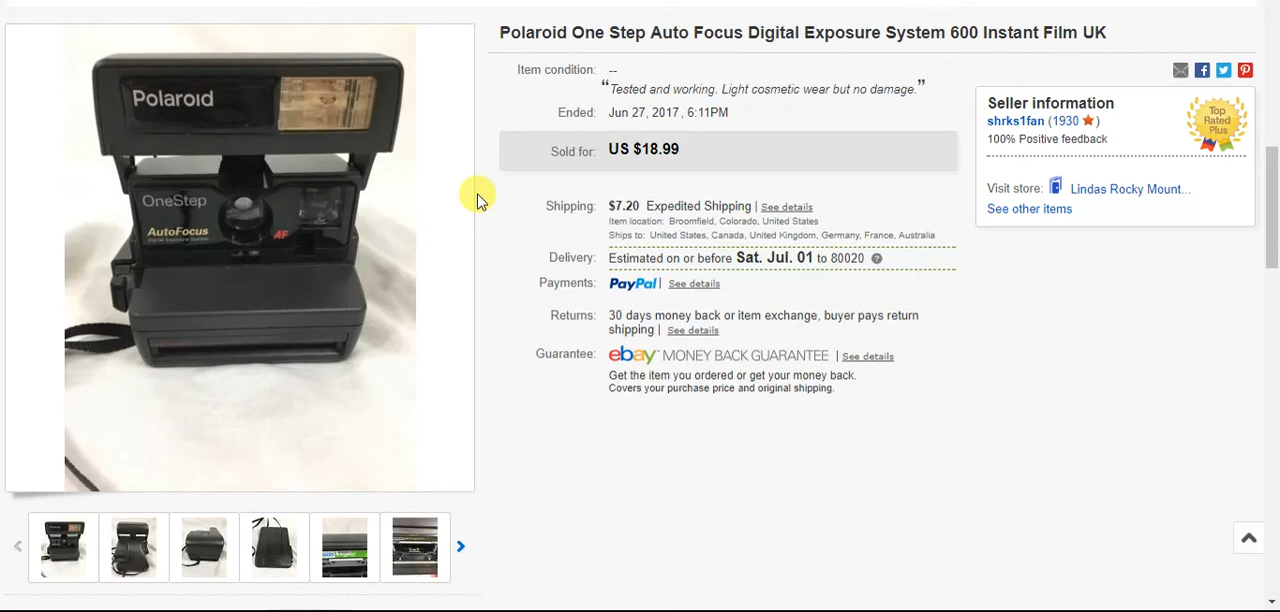 Polaroid One Step Auto Focus Digital Exposure System 600 Instant Film UK
Item condition: --
“Tested and working. Light cosmetic wear but no damage.”
Ended: Jun 27, 2017 , 6:11PM
Sold for: US $18.99
Shipping: $7.20 Expedited Shipping | See details
Item location: Broomfield, Colorado, United States
Ships to: United States, Canada, United Kingdom, Germany, France, Australia
Delivery: Estimated on or before Sat. Jul. 01 to 80020 ?
Payments: PayPal | See details
Returns: 30 days money back or item exchange, buyer pays return
shipping | See details
Guarantee: ebay MONEY BACK GUARANTEE | See details
Get the item you ordered or get your money back.
Covers your purchase price and original shipping.
Seller information
shrks1fan (1930 ★)
100% Positive feedback
Top
Rated
Plus
Visit store: Lindas Rocky Mount...
See other items
Polaroid
OneStep
AutoFocus
Digital Exposure System
AF
600